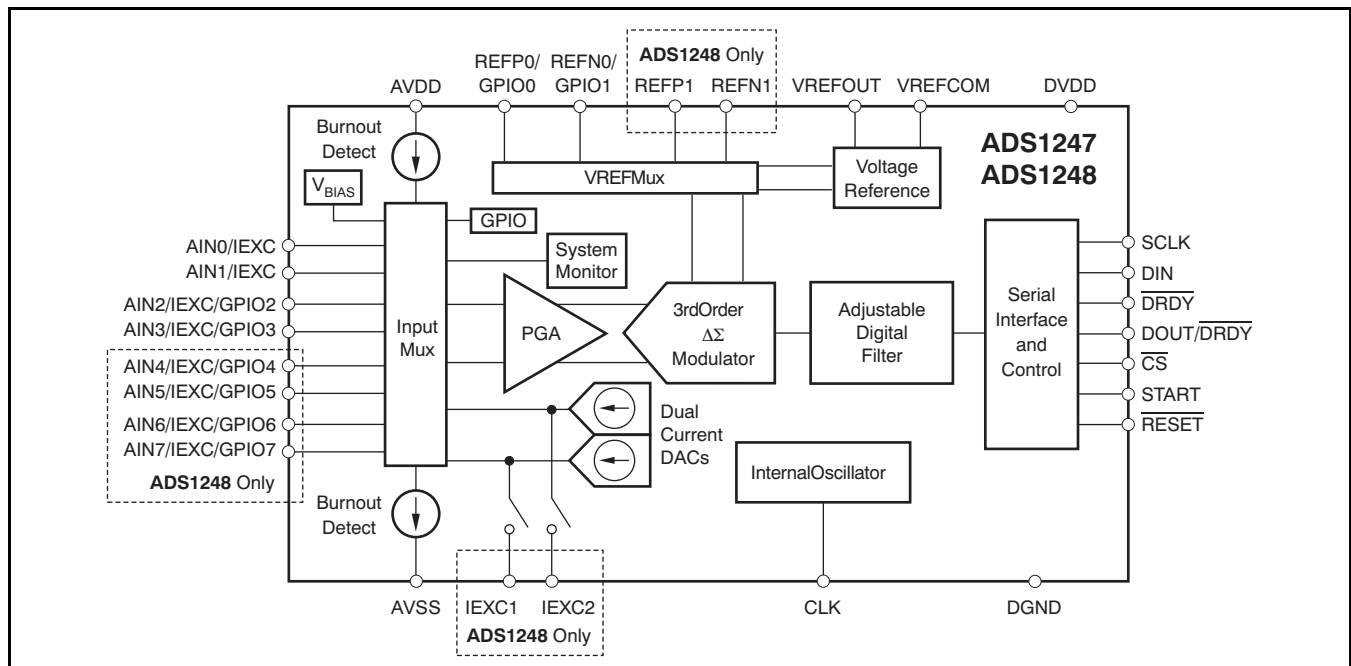 ADS1248 Only
REFP0/
GPIO0
REFN0/
GPIO1
REFP1
REFN1
AVDD
VREFOUT
VREFCOM
DVDD
Burnout
Detect
ADS1247
ADS1248
VREFMux
Voltage
Reference
VBIAS
GPIO
System
Monitor
AIN0/IEXC
AIN1/IEXC
AIN2/IEXC/GPIO2
AIN3/IEXC/GPIO3
AIN4/IEXC/GPIO4
AIN5/IEXC/GPIO5
AIN6/IEXC/GPIO6
AIN7/IEXC/GPIO7
ADS1248 Only
Input
Mux
PGA
3rdOrder
ΔΣ
Modulator
Adjustable
Digital
Filter
Serial
Interface
and
Control
SCLK
DIN
DRDY
DOUT/DRDY
CS
START
RESET
Dual
Current
DACs
InternalOscillator
Burnout
Detect
AVSS
IEXC1
IEXC2
ADS1248 Only
CLK
DGND